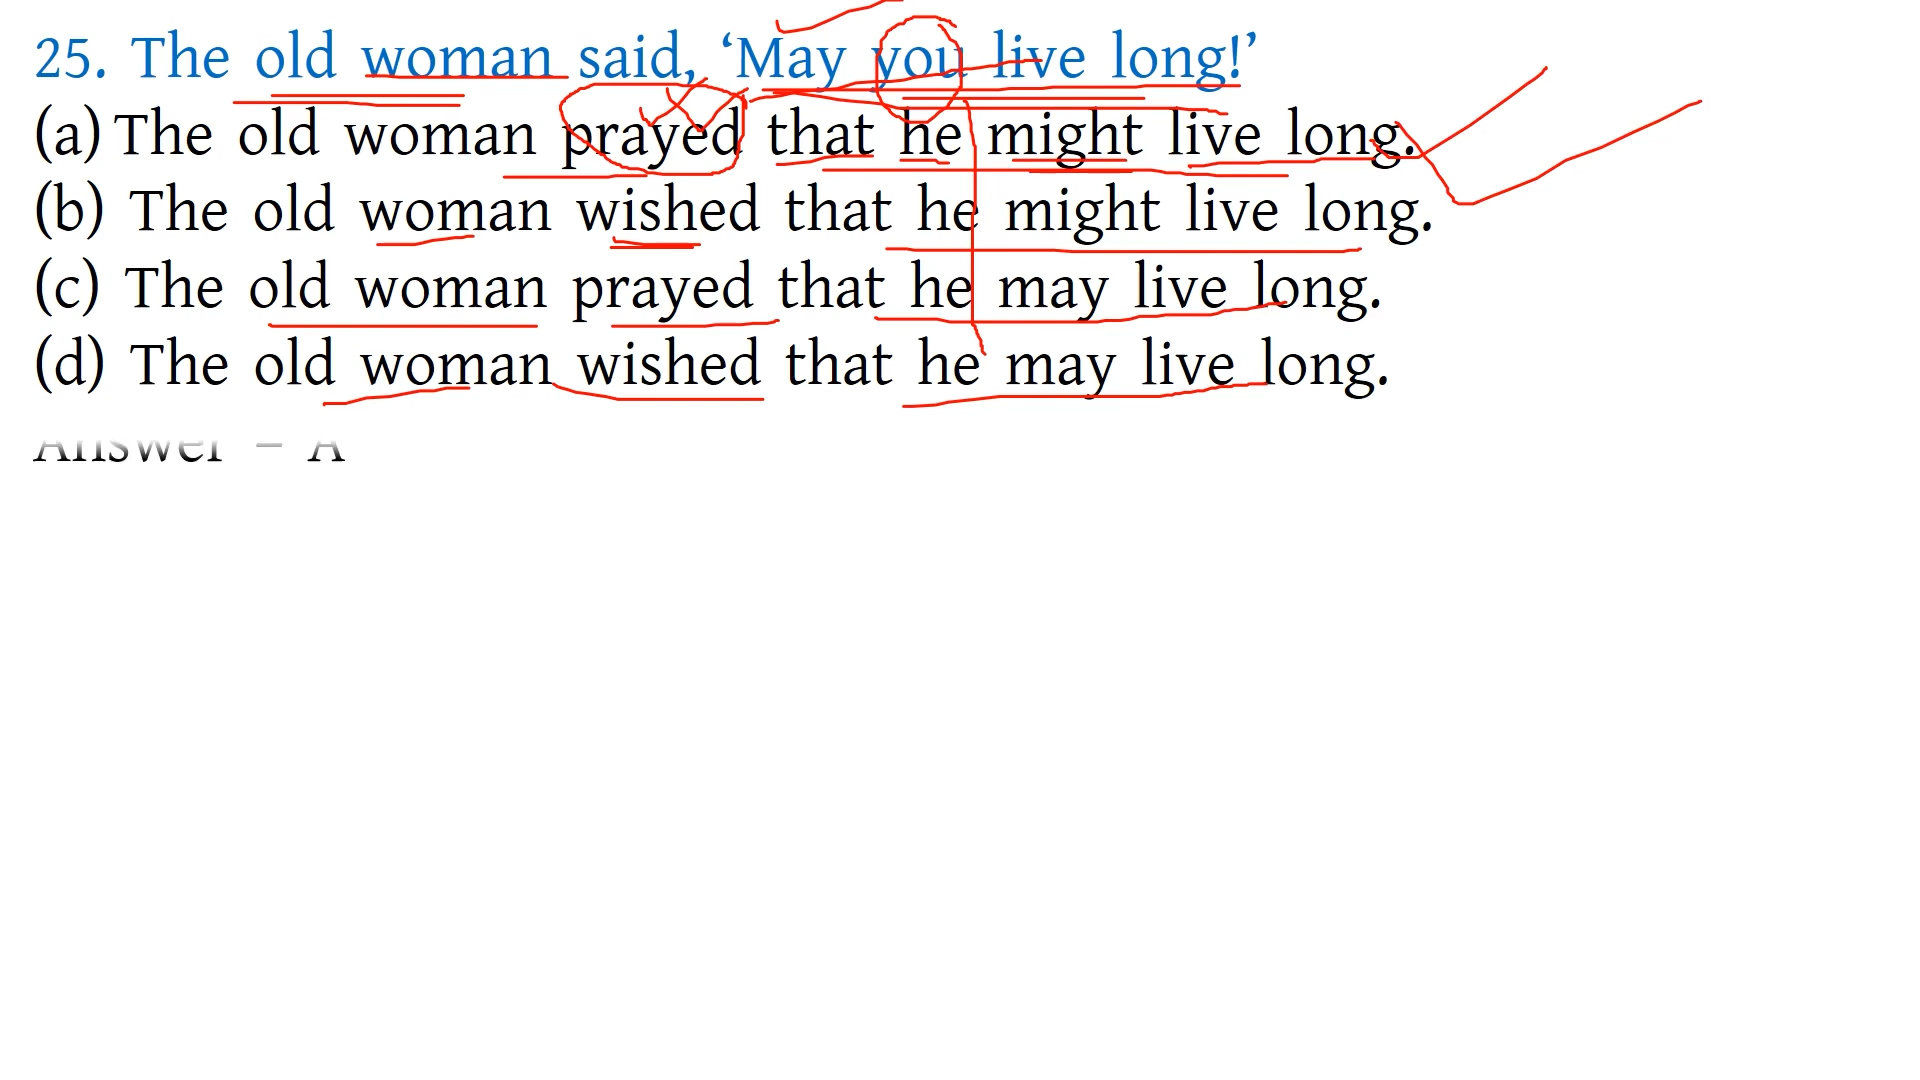 25. The old woman said, ‘May you live long!’
(a) The old woman prayed that he might live long.
(b) The old woman wished that he might live long.
(c) The old woman prayed that he may live long.
(d) The old woman wished that he may live long.
Answer – A